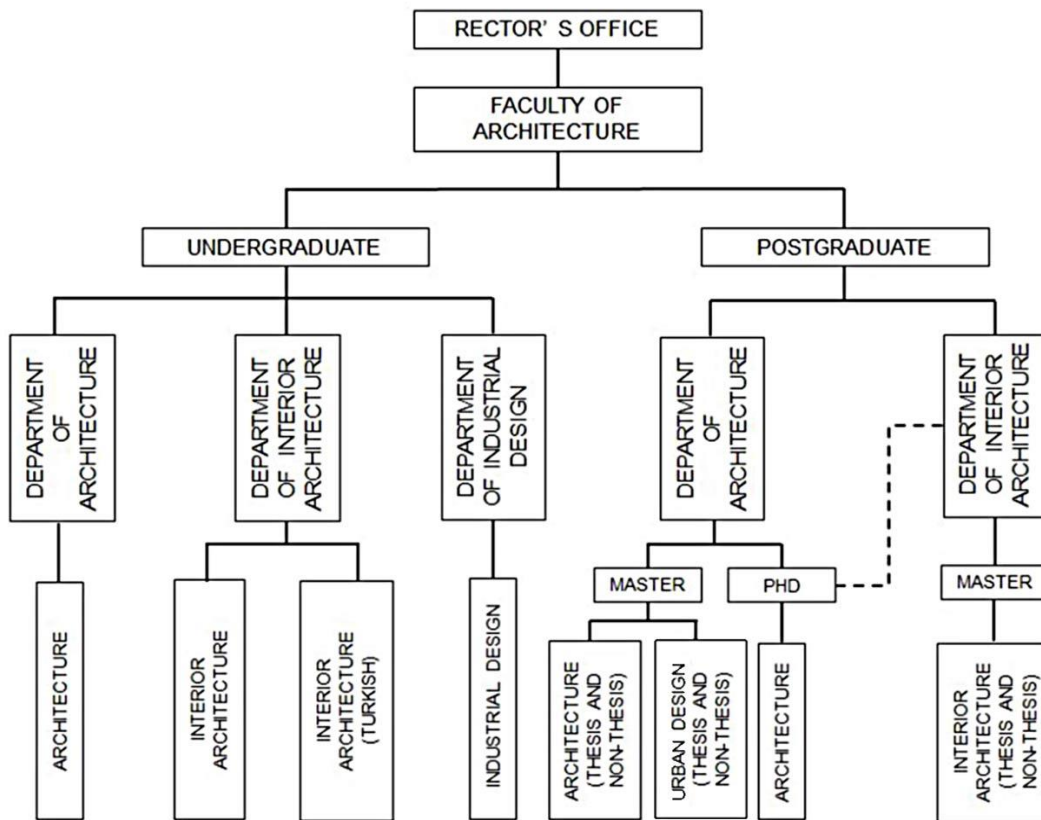 RECTOR' S OFFICE
FACULTY OF
ARCHITECTURE
UNDERGRADUATE
POSTGRADUATE
DEPARTMENT
OF
ARCHITECTURE
DEPARTMENT
OF INTERIOR
ARCHITECTURE
DEPARTMENT
OF INDUSTRIAL
DESIGN
DEPARTMENT
OF
ARCHITECTURE
DEPARTMENT
OF INTERIOR
ARCHITECTURE
MASTER
PHD
MASTER
ARCHITECTURE
INTERIOR
ARCHITECTURE
INTERIOR
ARCHITECTURE
(TURKISH)
INDUSTRIAL DESIGN
ARCHITECTURE
(THESIS AND
NON-THESIS)
URBAN DESIGN
(THESIS AND
NON-THESIS)
ARCHITECTURE
INTERIOR
ARCHITECTURE
(THESIS AND
NON-THESIS)